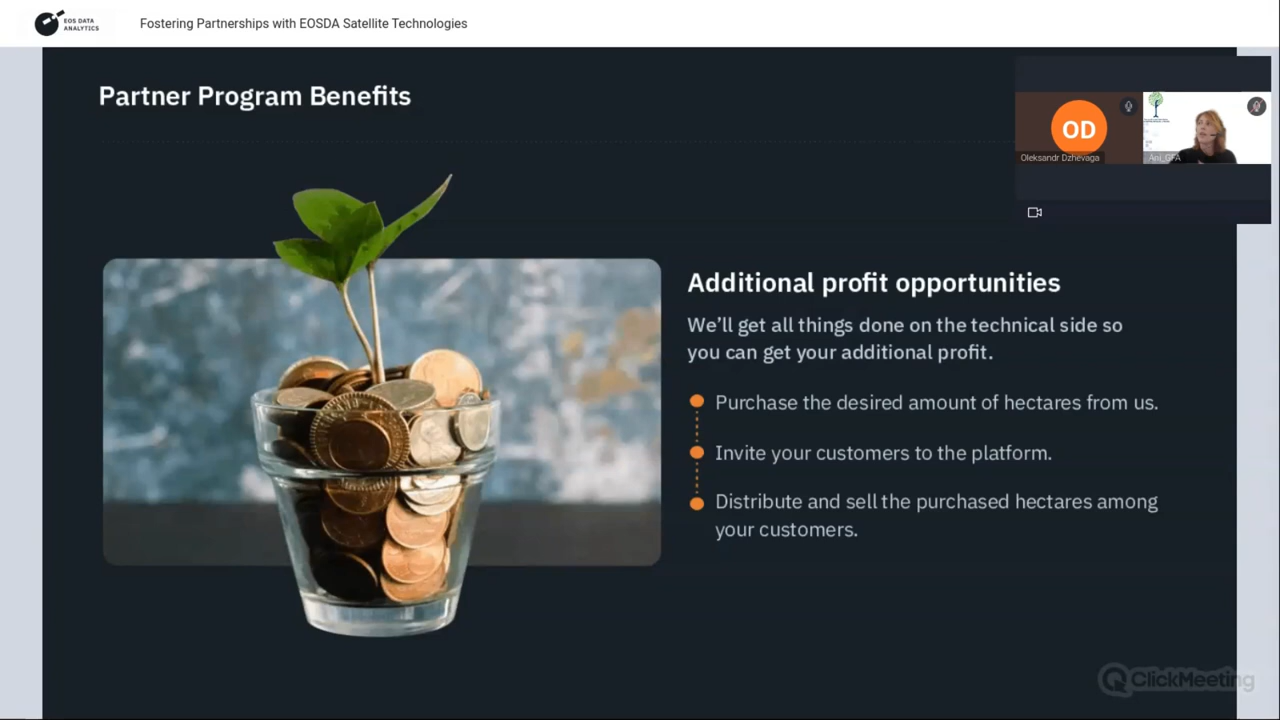 EOS DATA
ANALYTICS
Fostering Partnerships with EOSDA Satellite Technologies
Partner Program Benefits
OD
Oleksandr Dzhevaga
Ani_GFA
Additional profit opportunities
We'll get all things done on the technical side so
you can get your additional profit.
Purchase the desired amount of hectares from us.
Invite your customers to the platform.
Distribute and sell the purchased hectares among
your customers.
ClickMeeting